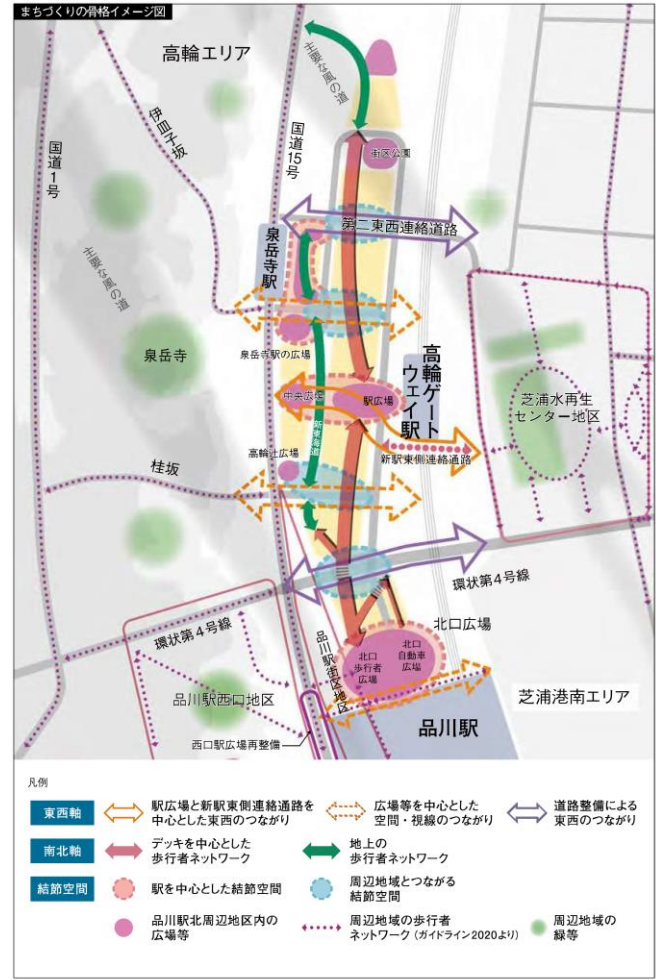 まちづくりの骨格イメージ図
高輪エリア
主要な風の道
伊皿子坂
国道15号
国道1号
街区公園
第二東西連絡道路
泉岳寺駅
主要な風の道
泉岳寺
泉岳寺駅の広場
高輪ゲート
ウェイ駅
中央広場
駅広場
芝浦水再生
センター地区
新東海道
高輪辻広場
新駅東側連絡通路
桂坂
環状第4号線
環状第4号線
北口広場
品川駅街区地区
北口
歩行者
広場
北口
自動車
広場
品川駅西口地区
芝浦港南エリア
品川駅
西口駅広場再整備
凡例
東西軸
駅広場と新駅東側連絡通路を
中心とした東西のつながり
広場等を中心とした
空間・視線のつながり
道路整備による
東西のつながり
南北軸
デッキを中心とした
歩行者ネットワーク
地上の
歩行者ネットワーク
結節空間
駅を中心とした結節空間
周辺地域とつながる
結節空間
品川駅北周辺地区内の
広場等
周辺地域の歩行者
ネットワーク（ガイドライン2020より）
周辺地域の
緑等